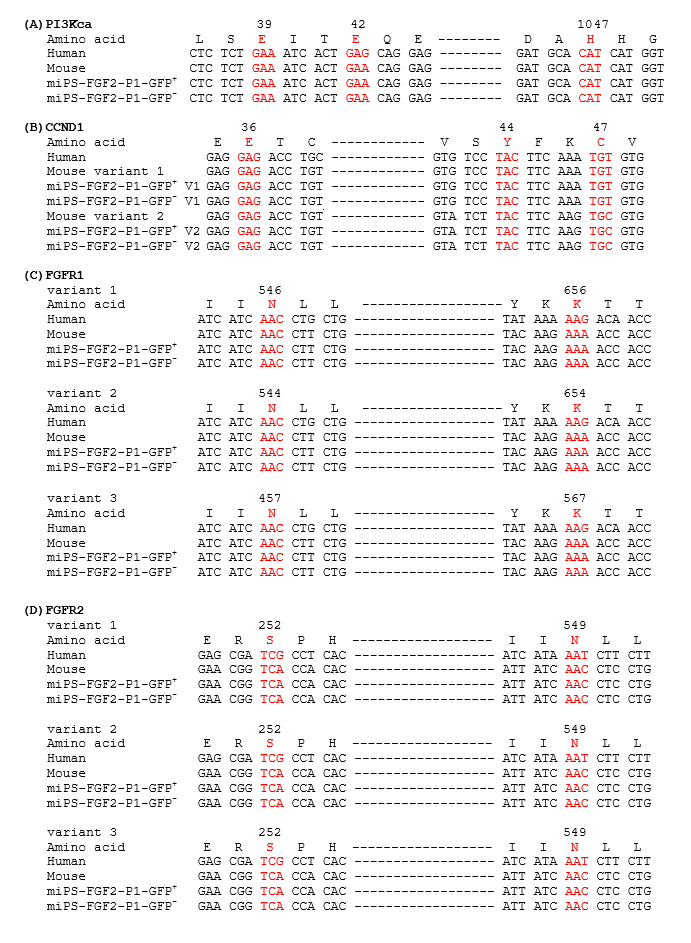 (A) PI3Kca
39 42 1047
Amino acid L S E I T E Q E -------- D A H H G
Human CTC TCT GAA ATC ACT GAG CAG GAG -------- GAT GCA CAT CAT GGT
Mouse CTC TCT GAA ATC ACT GAA CAG GAG -------- GAT GCA CAT CAT GGT
miPS-FGF2-P1-GFP+ CTC TCT GAA ATC ACT GAA CAG GAG -------- GAT GCA CAT CAT GGT
miPS-FGF2-P1-GFP- CTC TCT GAA ATC ACT GAA CAG GAG -------- GAT GCA CAT CAT GGT
(B) CCND1
36 44 47
Amino acid E E T C ------------ V S Y F K C V
Human GAG GAG ACC TGC ------------ GTG TCC TAC TTC AAA TGT GTG
Mouse variant 1 GAG GAG ACC TGT ------------ GTG TCC TAC TTC AAA TGT GTG
miPS-FGF2-P1-GFP+ V1 GAG GAG ACC TGT ------------ GTG TCC TAC TTC AAA TGT GTG
miPS-FGF2-P1-GFP- V1 GAG GAG ACC TGT ------------ GTG TCC TAC TTC AAA TGT GTG
Mouse variant 2 GAG GAG ACC TGT ------------ GTA TCT TAC TTC AAG TGC GTG
miPS-FGF2-P1-GFP+ V2 GAG GAG ACC TGT ------------ GTA TCT TAC TTC AAG TGC GTG
miPS-FGF2-P1-GFP- V2 GAG GAG ACC TGT ------------ GTA TCT TAC TTC AAG TGC GTG
(C) FGFR1
variant 1 546 656
Amino acid I I N L L ------------------ Y K K T T
Human ATC ATC AAC CTG CTG ------------------ TAT AAA AAG ACA ACC
Mouse ATC ATC AAC CTT CTG ------------------ TAC AAG AAA ACC ACC
miPS-FGF2-P1-GFP+ ATC ATC AAC CTT CTG ------------------ TAC AAG AAA ACC ACC
miPS-FGF2-P1-GFP- ATC ATC AAC CTT CTG ------------------ TAC AAG AAA ACC ACC
variant 2 544 654
Amino acid I I N L L ------------------ Y K K T T
Human ATC ATC AAC CTG CTG ------------------ TAT AAA AAG ACA ACC
Mouse ATC ATC AAC CTT CTG ------------------ TAC AAG AAA ACC ACC
miPS-FGF2-P1-GFP+ ATC ATC AAC CTT CTG ------------------ TAC AAG AAA ACC ACC
miPS-FGF2-P1-GFP- ATC ATC AAC CTT CTG ------------------ TAC AAG AAA ACC ACC
variant 3 457 567
Amino acid I I N L L ------------------ Y K K T T
Human ATC ATC AAC CTG CTG ------------------ TAT AAA AAG ACA ACC
Mouse ATC ATC AAC CTT CTG ------------------ TAC AAG AAA ACC ACC
miPS-FGF2-P1-GFP+ ATC ATC AAC CTT CTG ------------------ TAC AAG AAA ACC ACC
miPS-FGF2-P1-GFP- ATC ATC AAC CTT CTG ------------------ TAC AAG AAA ACC ACC
(D) FGFR2
variant 1 252 549
Amino acid E R S P H ------------------ I I N L L
Human GAG CGA TCG CCT CAC ------------------ ATC ATA AAT CTT CTT
Mouse GAA CGG TCA CCA CAC ------------------ ATT ATC AAC CTC CTG
miPS-FGF2-P1-GFP+ GAA CGG TCA CCA CAC ------------------ ATT ATC AAC CTC CTG
miPS-FGF2-P1-GFP- GAA CGG TCA CCA CAC ------------------ ATT ATC AAC CTC CTG
variant 2 252 549
Amino acid E R S P H ------------------ I I N L L
Human GAG CGA TCG CCT CAC ------------------ ATC ATA AAT CTT CTT
Mouse GAA CGG TCA CCA CAC ------------------ ATT ATC AAC CTC CTG
miPS-FGF2-P1-GFP+ GAA CGG TCA CCA CAC ------------------ ATT ATC AAC CTC CTG
miPS-FGF2-P1-GFP- GAA CGG TCA CCA CAC ------------------ ATT ATC AAC CTC CTG
variant 3 252 549
Amino acid E R S P H ------------------ I I N L L
Human GAG CGA TCG CCT CAC ------------------ ATC ATA AAT CTT CTT
Mouse GAA CGG TCA CCA CAC ------------------ ATT ATC AAC CTC CTG
miPS-FGF2-P1-GFP+ GAA CGG TCA CCA CAC ------------------ ATT ATC AAC CTC CTG
miPS-FGF2-P1-GFP- GAA CGG TCA CCA CAC ------------------ ATT ATC AAC CTC CTG